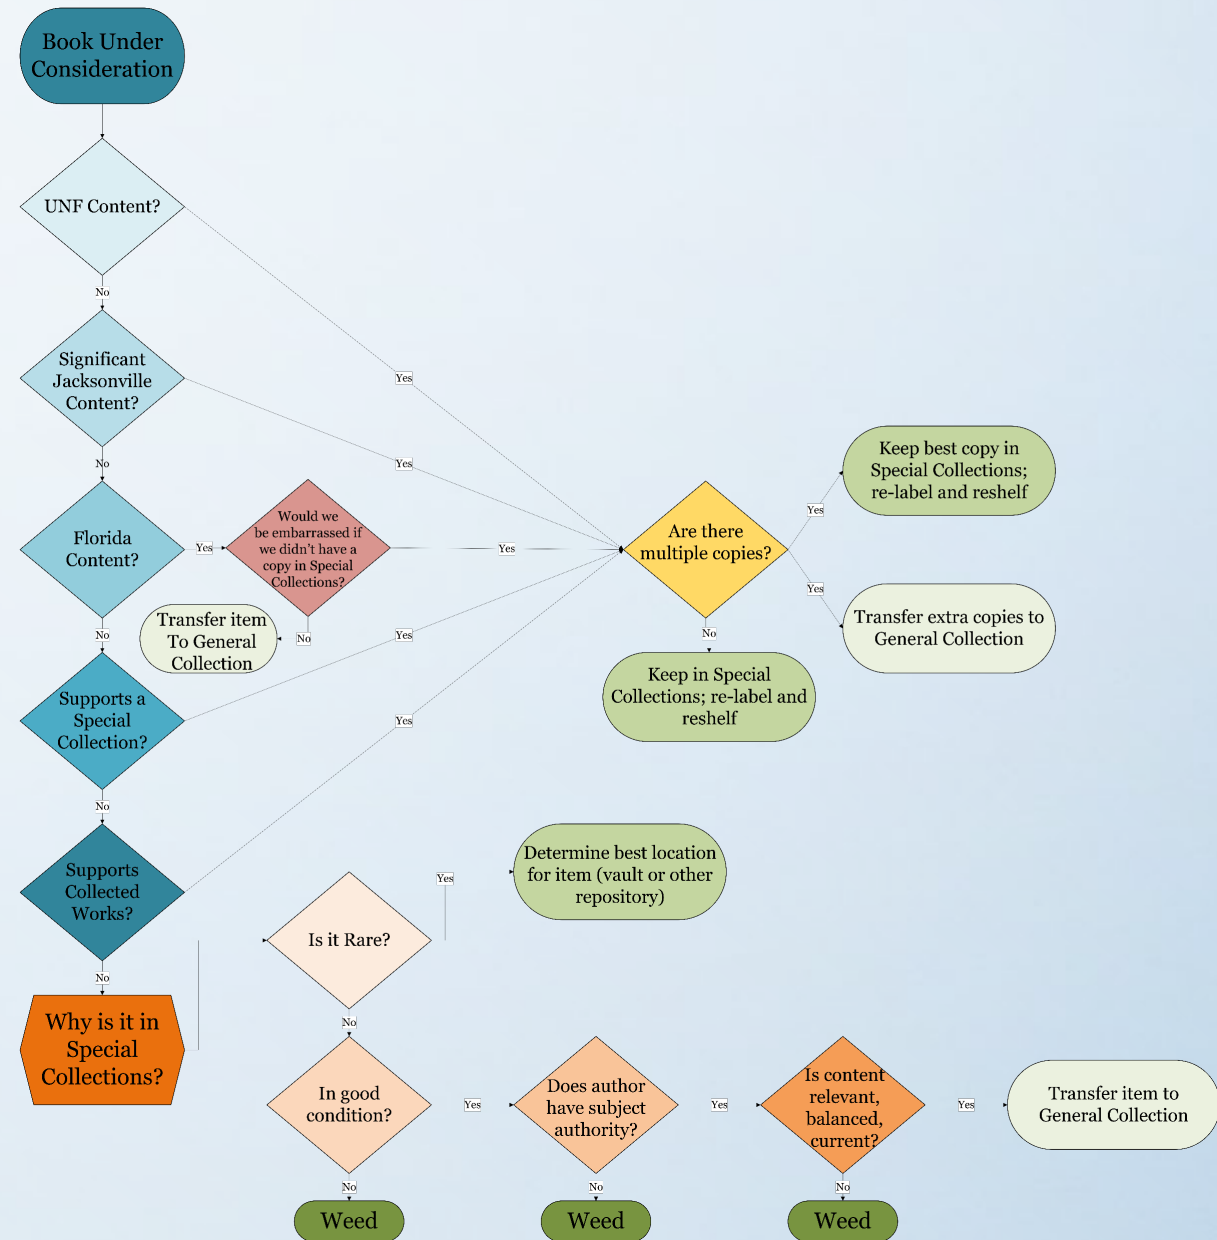 Book Under
Consideration
UNF Content?
No
Yes
Significant
Jacksonville
Content?
No
Yes
Florida
Content?
Yes
Would we
be embarrassed if
we didn't have a
copy in Special
Collections?
Yes
No
Transfer item
To General
Collection
No
Supports a
Special
Collection?
Yes
No
Supports
Collected
Works?
Yes
No
Why is it in
Special
Collections?
Are there
multiple copies?
Yes
Keep best copy in
Special Collections;
re-label and reshelf
Yes
Transfer extra copies to
General Collection
No
Keep in Special
Collections; re-label and
reshelf
Is it Rare?
Yes
Determine best location
for item (vault or other
repository)
No
In good
condition?
Yes
No
Weed
Does author
have subject
authority?
Yes
No
Weed
Is content
relevant,
balanced,
current?
Yes
No
Weed
Transfer item to
General Collection